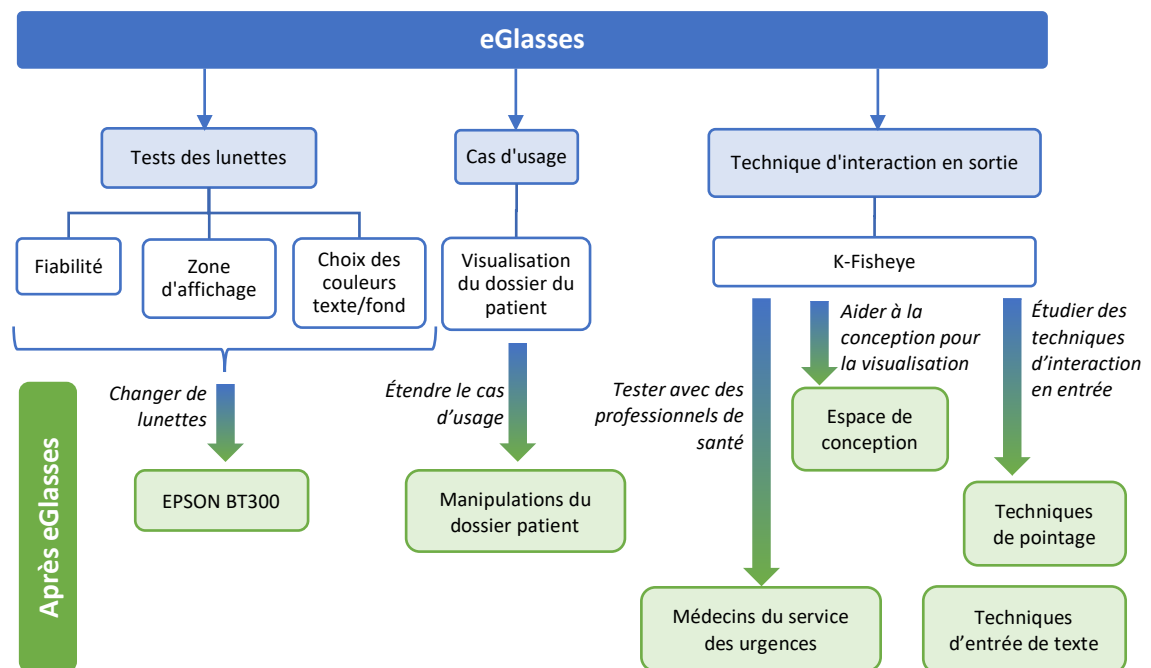 eGlasses
Tests des lunettes
Cas d'usage
Technique d'interaction en sortie
Fiabilité
Zone
d'affichage
Choix des
couleurs
texte/fond
Visualisation
du dossier du
patient
K-Fisheye
Changer de
lunettes
Étendre le cas
d’usage
Tester avec des
professionnels de
santé
Aider à la
conception pour
la visualisation
Étudier des
techniques
d’interaction
en entrée
Après eGlasses
EPSON BT300
Manipulations du
dossier patient
Espace de
conception
Techniques
de pointage
Médecins du service
des urgences
Techniques
d’entrée de texte